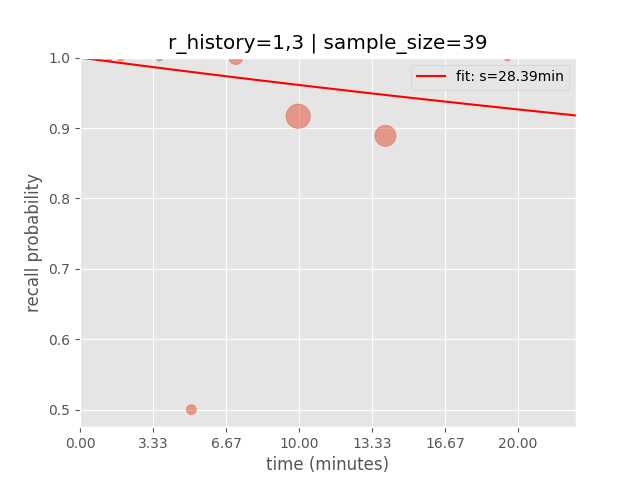 r_history=1,3 | sample_size=39
fit: s=28.39min
recall probability
1.0
0.9
0.8
0.7
0.6
0.5
0.00 3.33 6.67 10.00 13.33 16.67 20.00
time (minutes)